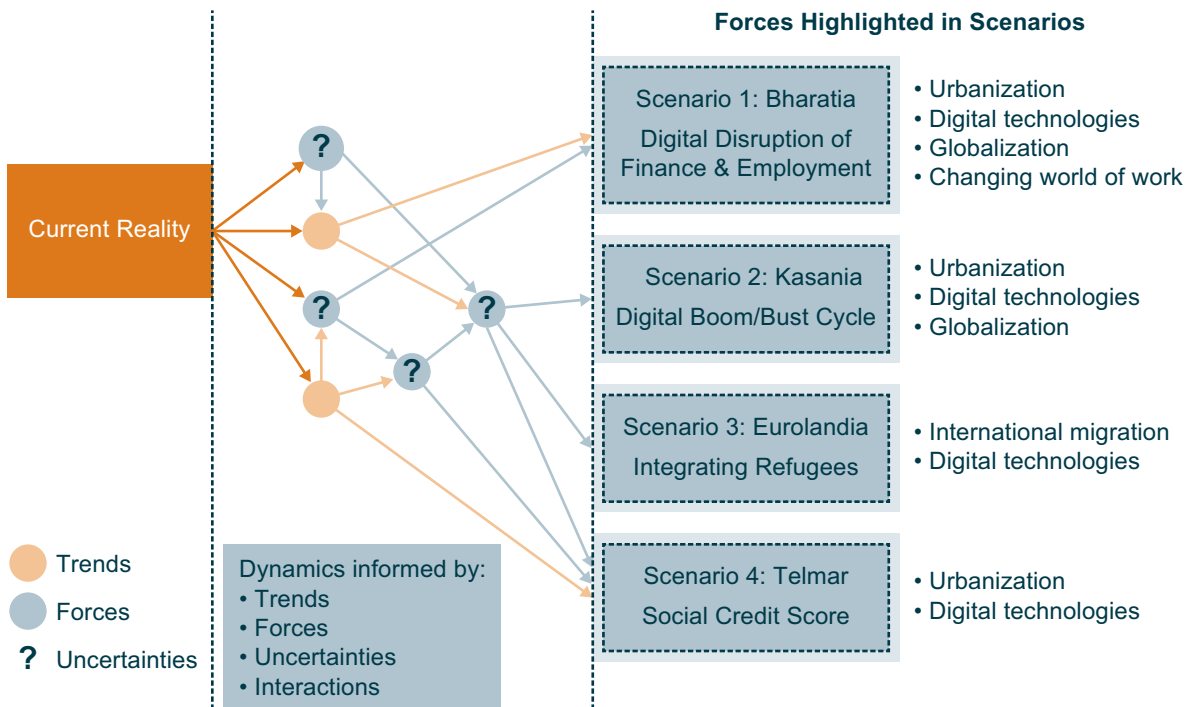 Forces Highlighted in Scenarios
Current Reality
?
?
?
?
Scenario 1: Bharatia
Digital Disruption of
Finance & Employment
• Urbanization
• Digital technologies
• Globalization
• Changing world of work
Scenario 2: Kasania
Digital Boom/Bust Cycle
• Urbanization
• Digital technologies
• Globalization
Scenario 3: Eurolandia
Integrating Refugees
• International migration
• Digital technologies
Scenario 4: Telmar
Social Credit Score
• Urbanization
• Digital technologies
Trends
Forces
? Uncertainties
Dynamics informed by:
• Trends
• Forces
• Uncertainties
• Interactions